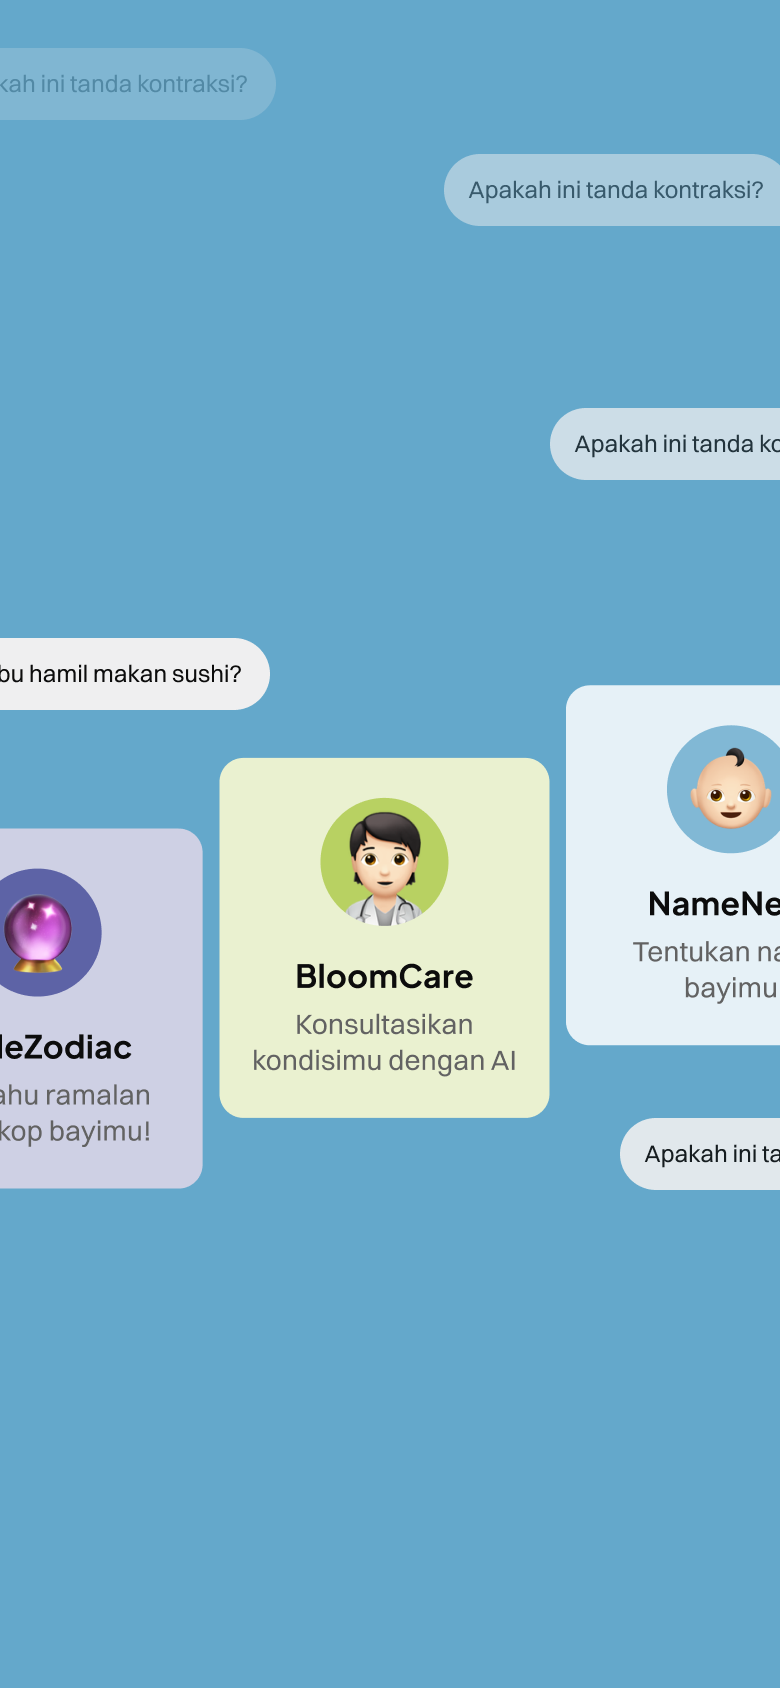 kah ini tanda kontraksi?
Apakah ini tanda kontraksi?
Apakah ini tanda ko
bu hamil makan sushi?
leZodiac
ahu ramalan
kop bayimu!
BloomCare
Konsultasikan
kondisimu dengan AI
NameNe
Tentukan na
bayimu
Apakah ini ta